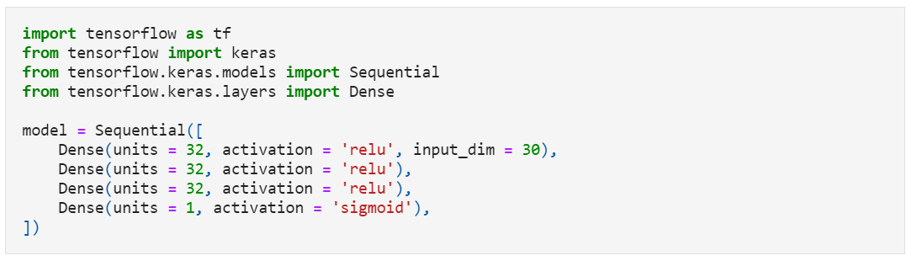 import tensorflow as tf
from tensorflow import keras
from tensorflow.keras.models import Sequential
from tensorflow.keras.layers import Dense

model = Sequential([
    Dense(units = 32, activation = 'relu', input_dim = 30),
    Dense(units = 32, activation = 'relu'),
    Dense(units = 32, activation = 'relu'),
    Dense(units = 1, activation = 'sigmoid'),
])